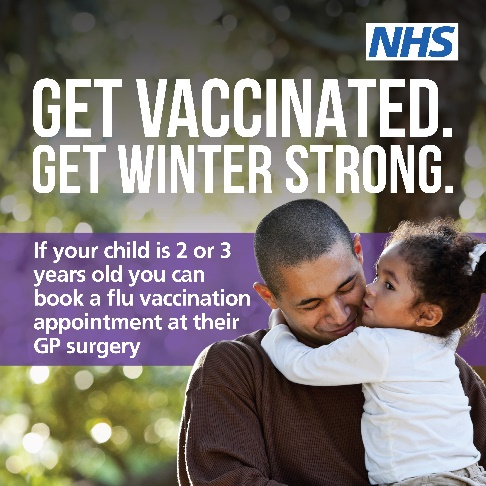 NHS
GET VACCINATED.
GET WINTER STRONG.
If your child is 2 or 3
years old you can
book a flu vaccination
appointment at their
GP surgery